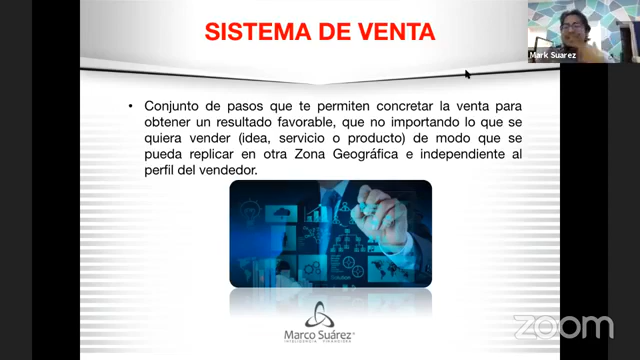 SISTEMA DE VENTA
Mark Suarez
• Conjunto de pasos que te permiten concretar la venta para
obtener un resultado favorable, que no importando lo que se
quiera vender (idea, servicio o producto) de modo que se
pueda replicar en otra Zona Geográfica e independiente al
perfil del vendedor.
Marco Suárez
INTELIGENCIA FINANCIERA
zoom